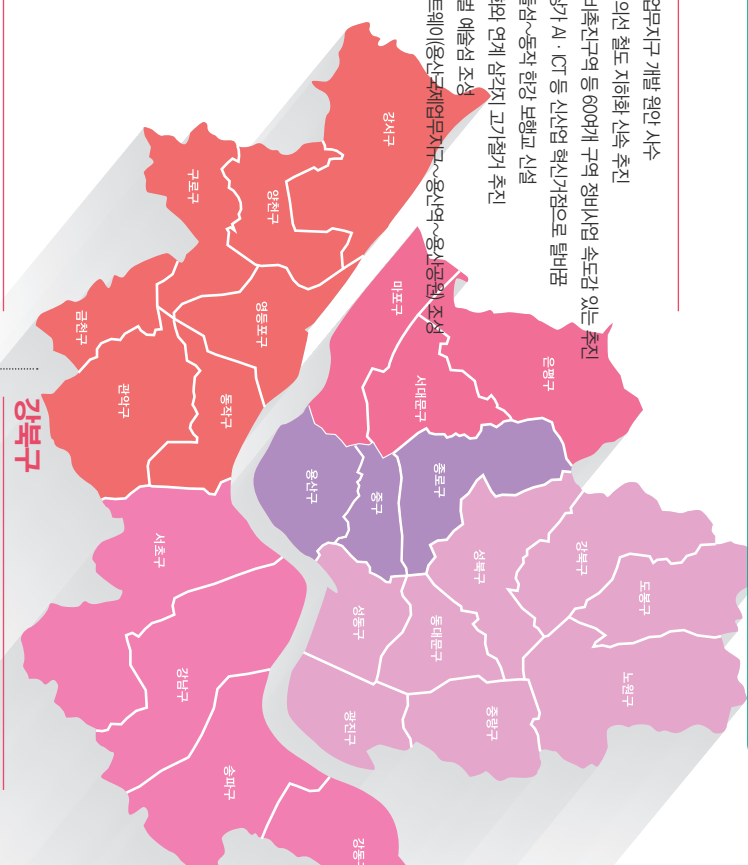 업무지구 개발 원안 사수
의선 철도 지하화 신속 추진
비촉진구역 등 60여개 구역 정비사업 속도감 있는 추진
상가 AI · ICT 등 신산업 혁신거점으로 탈바꿈
들섬~동작 한강 보행교 신설
화와 연계 삼각지 고가철거 추진
벌 예술섬 조성
트웨이(용산국제업무지구~용산역~용산공원) 조성
강서구
구로구
양천구
금천구
영등포구
관악구
동작구
마포구
서대문구
은평구
용산구
중구
종로구
성북구
강북구
도봉구
노원구
성동구
동대문구
광진구
중랑구
서초구
강남구
송파구
강동
강북구